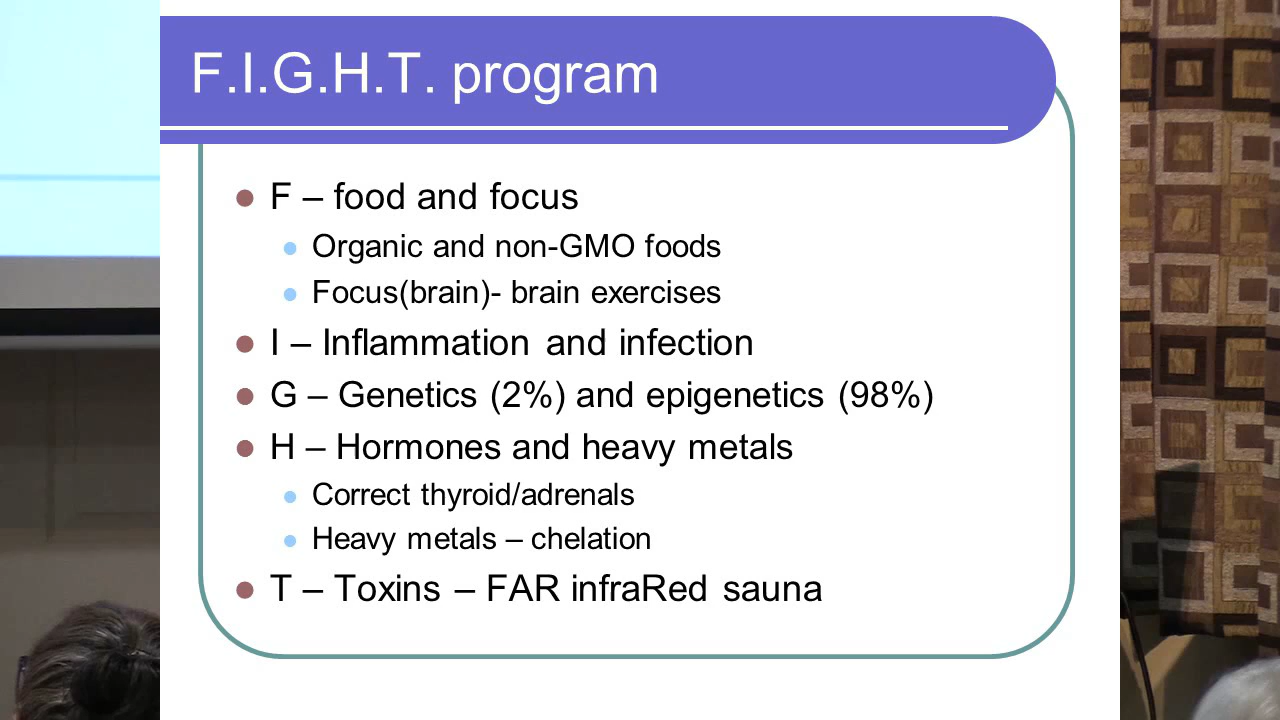 F.I.G.H.T. program
F – food and focus
Organic and non-GMO foods
Focus(brain)- brain exercises
I – Inflammation and infection
G – Genetics (2%) and epigenetics (98%)
H – Hormones and heavy metals
Correct thyroid/adrenals
Heavy metals – chelation
T – Toxins – FAR infraRed sauna